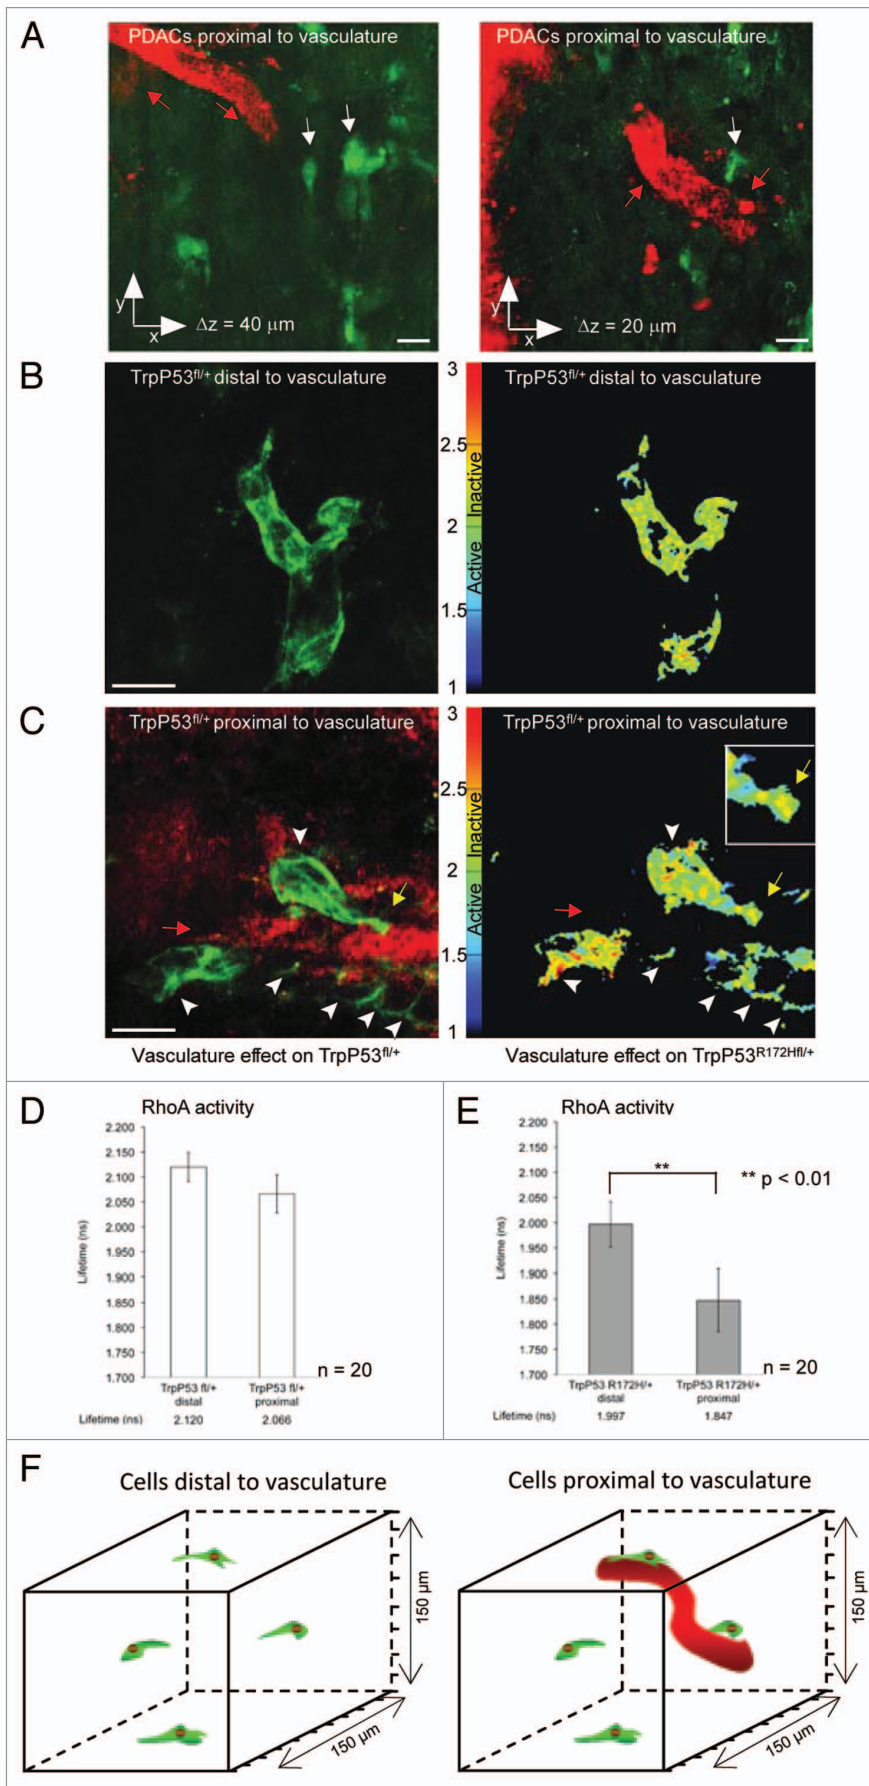 A
PDACs proximal to vasculature
PDACs proximal to vasculature
y
x
Δz = 40 μm
y
x
Δz = 20 μm
B
TrpP53fl/+ distal to vasculature
3
2.5
Inactive
2
Active
1.5
1
TrpP53fl/+ distal to vasculature
C
TrpP53fl/+ proximal to vasculature
3
2.5
Inactive
2
Active
1.5
1
TrpP53fl/+ proximal to vasculature
Vasculature effect on TrpP53fl/+
Vasculature effect on TrpP53R172Hfl/+
D
RhoA activity
Lifetime (ns)
2.200
2.150
2.100
2.050
2.000
1.950
1.900
1.850
1.800
1.750
1.700
n = 20
TrpP53 fl/+ distal
TrpP53 fl/+ proximal
Lifetime (ns) 2.120 2.066
E
RhoA activity
Lifetime (ns)
2.200
2.150
2.100
2.050
2.000
1.950
1.900
1.850
1.800
1.750
1.700
**
** p < 0.01
n = 20
TrpP53 R172H/+ distal
TrpP53 R172H/+ proximal
Lifetime (ns) 1.997 1.847
F
Cells distal to vasculature
150 μm
150 μm
Cells proximal to vasculature
150 μm
150 μm